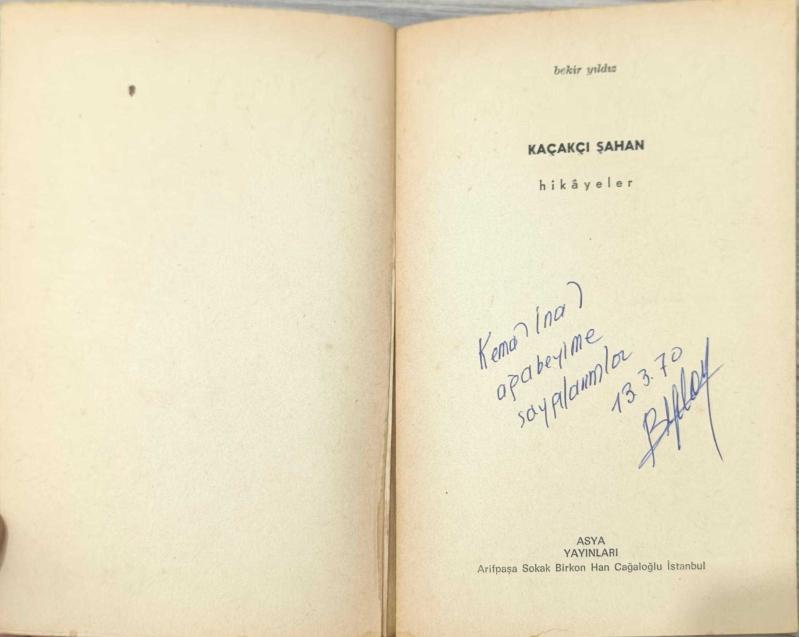 bekir yıldız
KAÇAKÇI ŞAHAN
hikâyeler
Kemal İnal
ağabeyime
saygılarımla
13.3.70
ASYA
YAYINLARI
Arifpaşa Sokak Birkon Han Cağaloğlu İstanbul